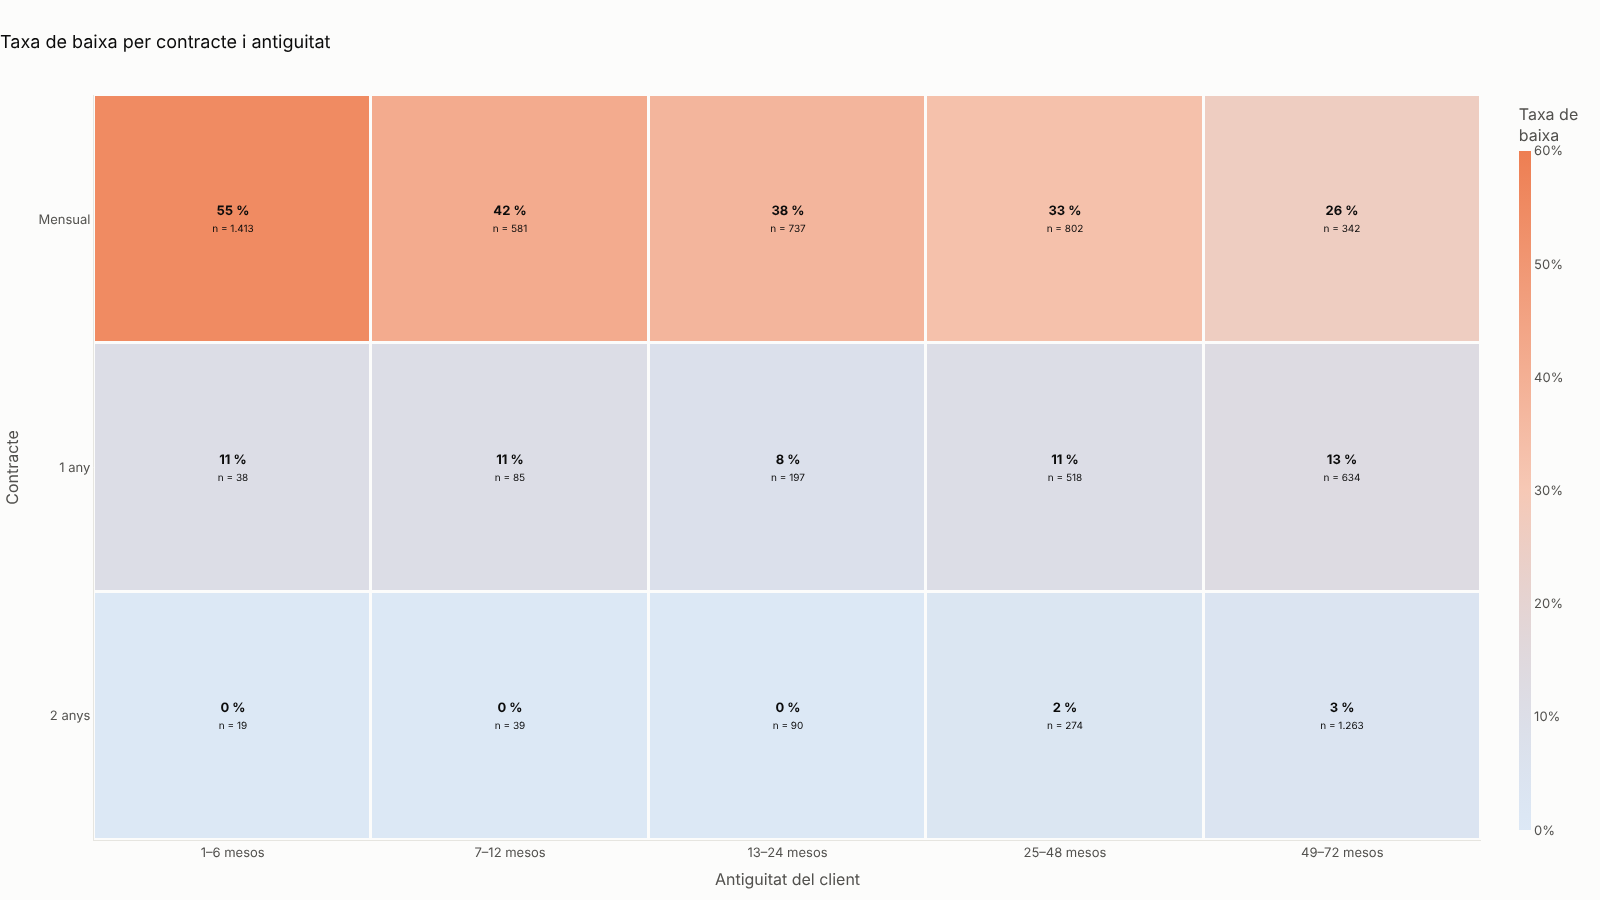 Taxa de baixa per contracte i antiguitat
Taxa de
baixa
60%
50%
40%
30%
20%
10%
0%
Contracte
Mensual
55 %
n = 1.413
42 %
n = 581
38 %
n = 737
33 %
n = 802
26 %
n = 342
1 any
11 %
n = 38
11 %
n = 85
8 %
n = 197
11 %
n = 518
13 %
n = 634
2 anys
0 %
n = 19
0 %
n = 39
0 %
n = 90
2 %
n = 274
3 %
n = 1.263
1–6 mesos
7–12 mesos
13–24 mesos
25–48 mesos
49–72 mesos
Antiguitat del client